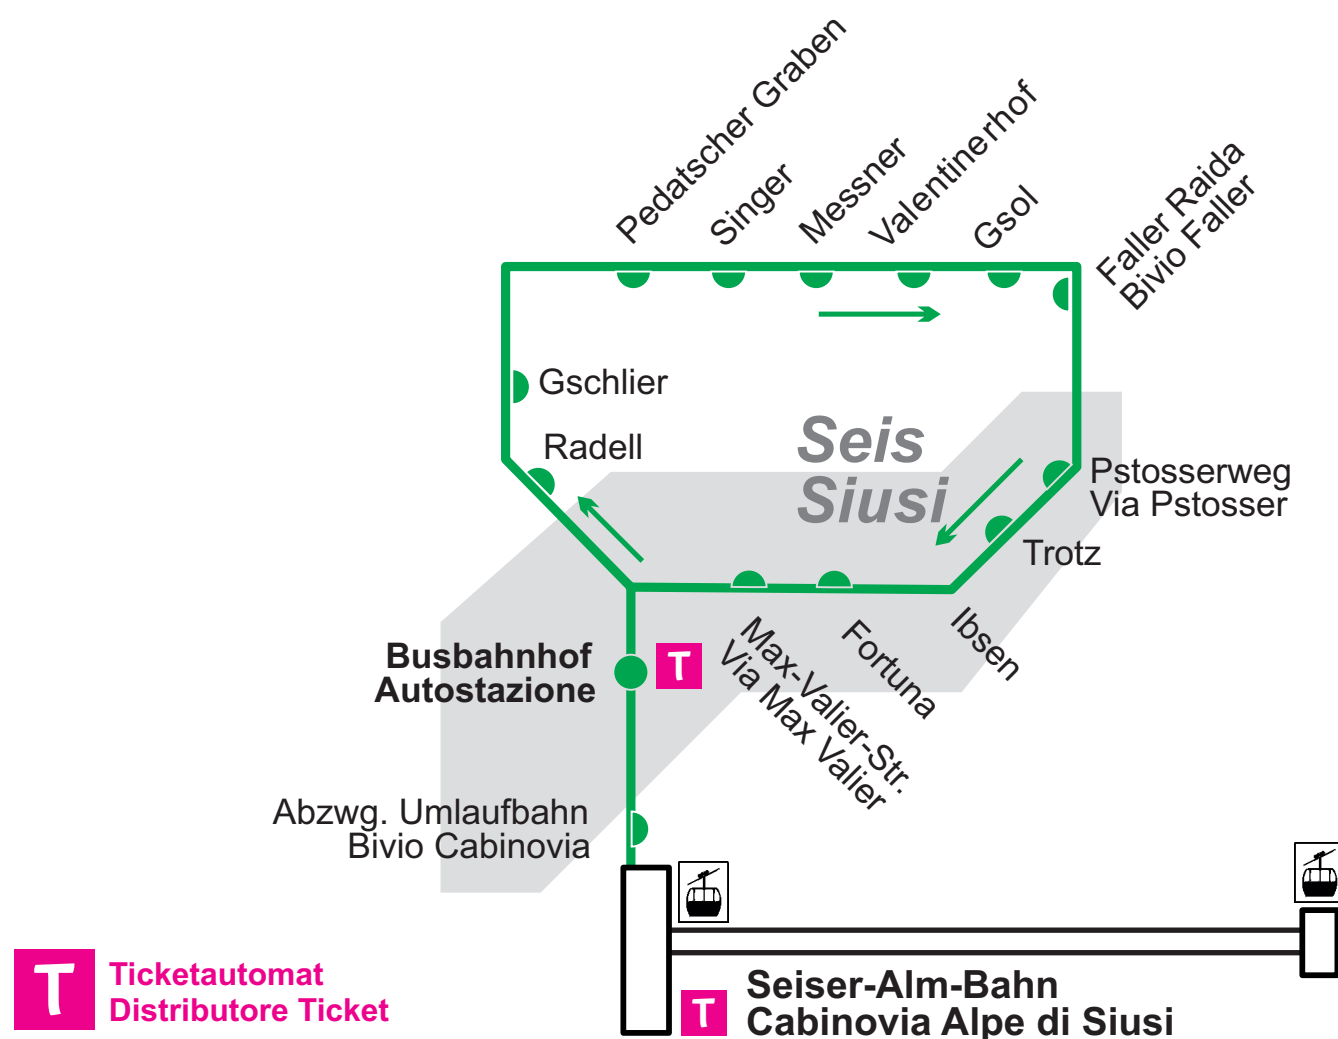 Pedatscher Graben
Singer
Messner
Valentinerhof
Gsol
Faller Raida
Bivio Faller
Gschlier
Radell
Seis
Siusi
Pstosserweg
Via Pstosser
Trotz
Ibsen
Fortuna
Max-Valier-Str.
Via Max Valier
Busbahnhof
Autostazione
T
Abzwg. Umlaufbahn
Bivio Cabinovia
T
Ticketautomat
Distributore Ticket
T
Seiser-Alm-Bahn
Cabinovia Alpe di Siusi